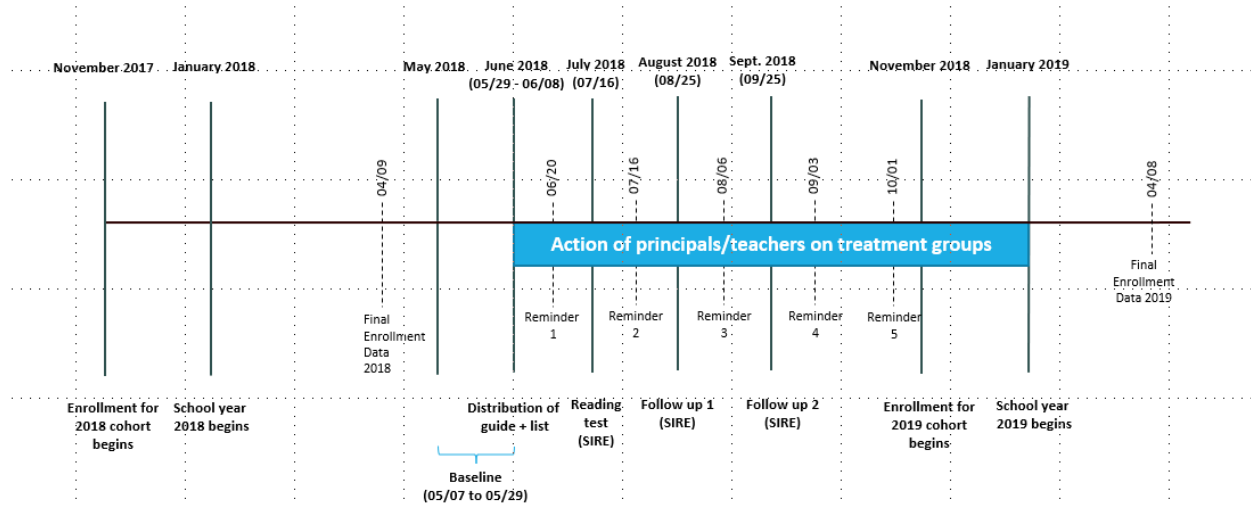 November 2017
January 2018
May 2018
June 2018
(05/29 - 06/08)
July 2018
(07/16)
August 2018
(08/25)
Sept. 2018
(09/25)
November 2018
January 2019
04/09
06/20
07/16
08/06
09/03
10/01
04/08
Action of principals/teachers on treatment groups
Final
Enrollment
Data
2018
Reminder
1
Reminder
2
Reminder
3
Reminder
4
Reminder
5
Final
Enrollment
Data 2019
Enrollment for
2018 cohort
begins
School year
2018 begins
Distribution of
guide + list
Reading
test
(SIRE)
Follow up 1
(SIRE)
Follow up 2
(SIRE)
Enrollment for
2019 cohort
begins
School year
2019 begins
Baseline
(05/07 to 05/29)